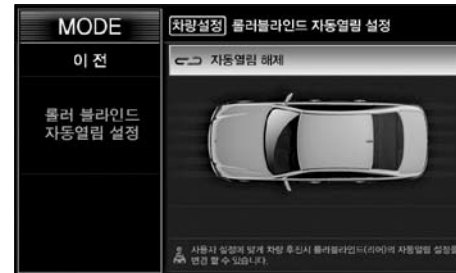 MODE
차량설정 롤러블라인드 자동열림 설정
이전
자동열림 해제
롤러 블라인드
자동열림 설정
사용자 설정에 맞게 차량 후진시 롤러블라인드(리어)의 자동열림 설정을
변경 할 수 있습니다.